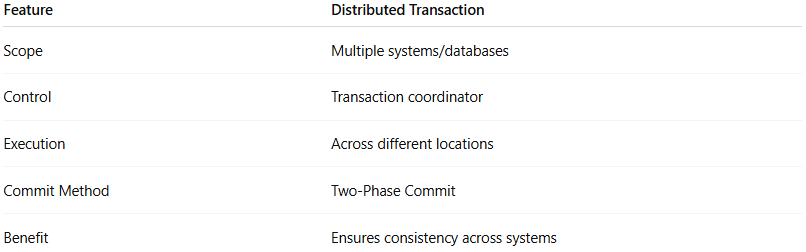 Feature Distributed Transaction
Scope Multiple systems/databases
Control Transaction coordinator
Execution Across different locations
Commit Method Two-Phase Commit
Benefit Ensures consistency across systems